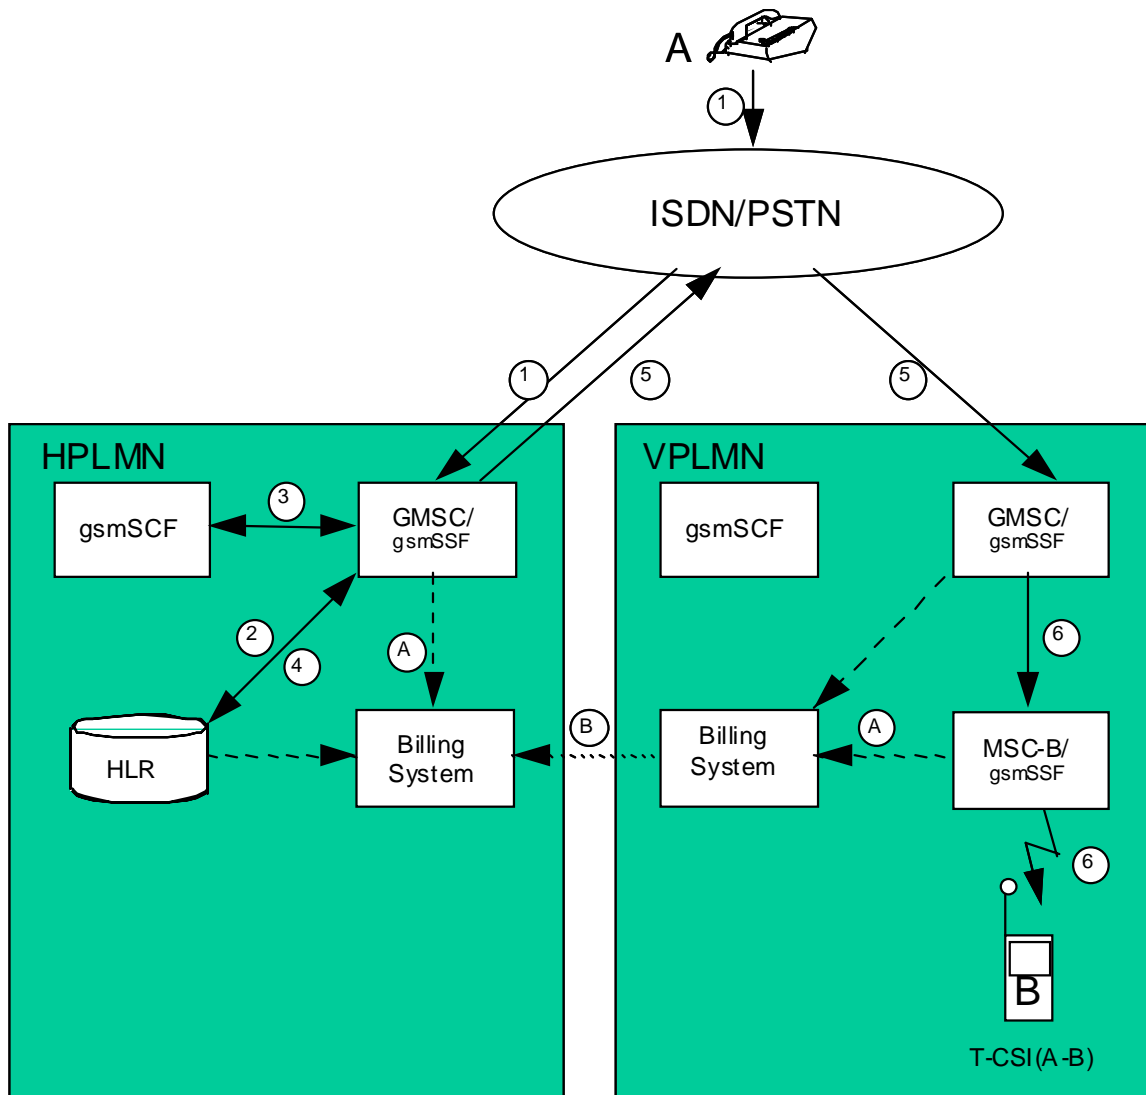 A
1
ISDN/PSTN
1
5
5
HPLMN
VPLMN
gsmSCF
3
GMSC/
gsmSSF
gsmSCF
GMSC/
gsmSSF
2
4
A
6
HLR
Billing
System
B
Billing
System
A
MSC-B/
gsmSSF
6
B
T-CSI(A-B)